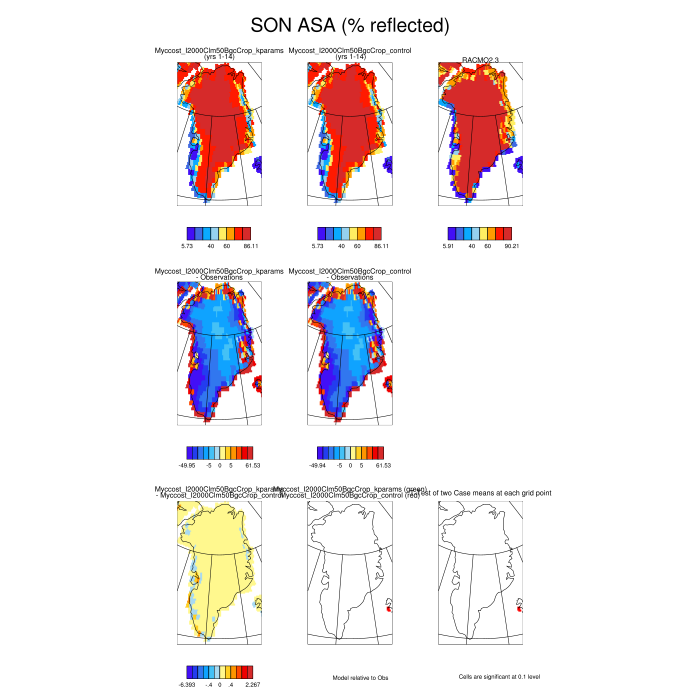 SON ASA (% reflected)
Myccost_I2000Clm50BgcCrop_kparams
(yrs 1-14)
Myccost_I2000Clm50BgcCrop_control
(yrs 1-14)
RACMO2.3
5.73 40 60 86.11
5.73 40 60 86.11
5.91 40 60 90.21
Myccost_I2000Clm50BgcCrop_kparams
- Observations
Myccost_I2000Clm50BgcCrop_control
- Observations
-49.95 -5 0 5 61.53
-49.94 -5 0 5 61.53
Myccost_I2000Clm50BgcCrop_kparams
- Myccost_I2000Clm50BgcCrop_control
Myccost_I2000Clm50BgcCrop_kparams (green)
Myccost_I2000Clm50BgcCrop_control (red)
of two Case means at each grid point
-6.393 -.4 0 .4 2.267
Model relative to Obs
Cells are significant at 0.1 level